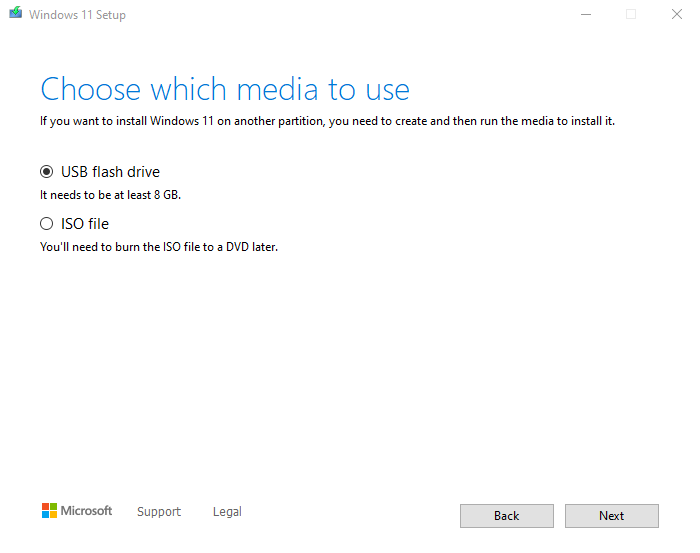 Windows 11 Setup
Choose which media to use
If you want to install Windows 11 on another partition, you need to create and then run the media to install it.
USB flash drive
It needs to be at least 8 GB.
ISO file
You'll need to burn the ISO file to a DVD later.
Microsoft Support Legal Back Next